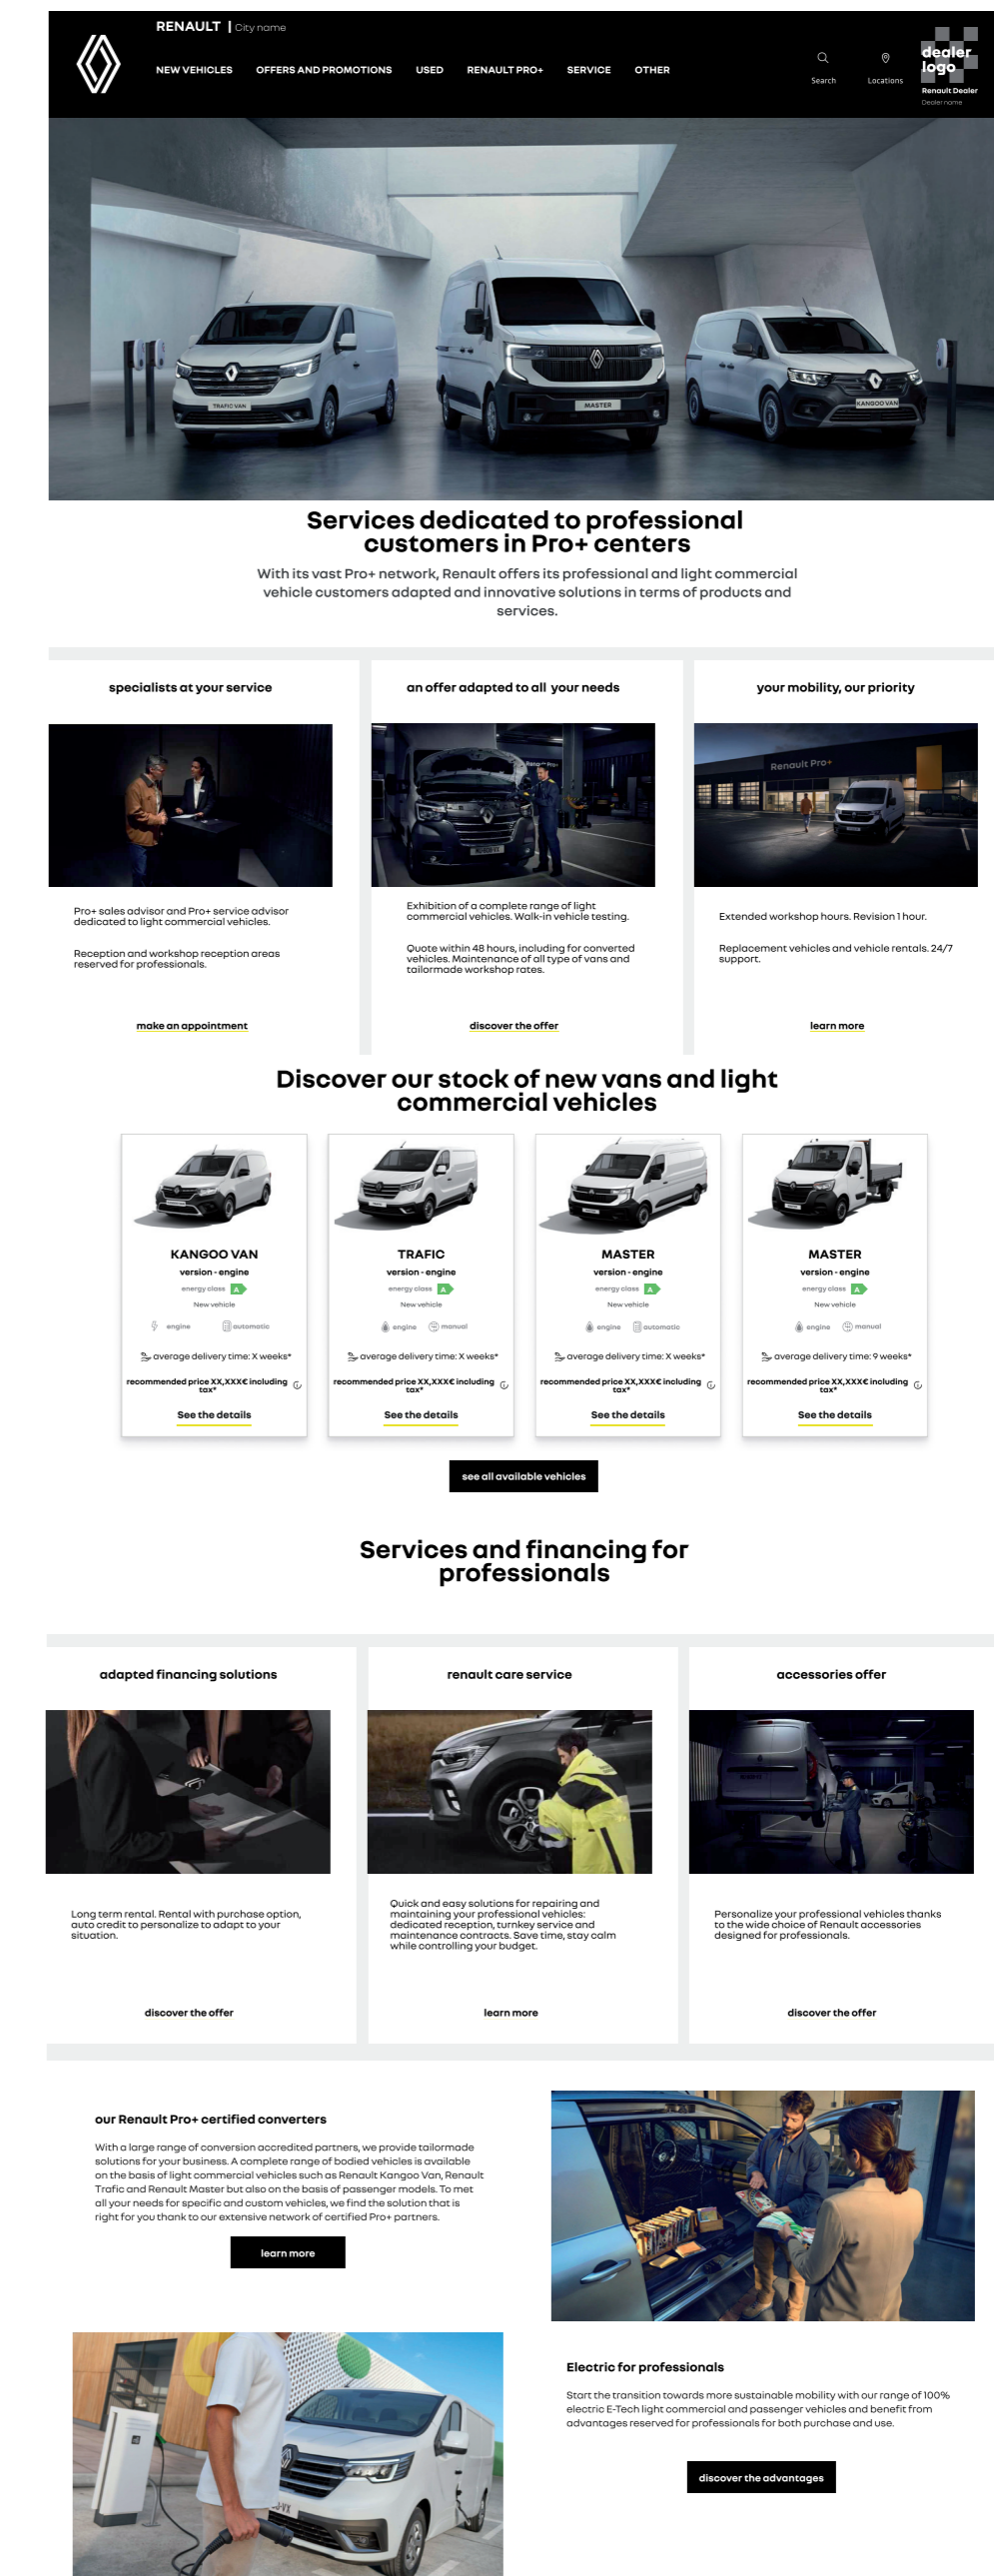 RENAULT | City name
NEW VEHICLES OFFERS AND PROMOTIONS USED RENAULT PRO+ SERVICE OTHER
Search
Locations
dealer
logo
Renault Dealer
Dealer name
TRAFIC VAN
MASTER
KANGOO VAN
Services dedicated to professional
customers in Pro+ centers
With its vast Pro+ network, Renault offers its professional and light commercial
vehicle customers adapted and innovative solutions in terms of products and
services.
specialists at your service
Pro+ sales advisor and Pro+ service advisor
dedicated to light commercial vehicles.
Reception and workshop reception areas
reserved for professionals.
make an appointment
an offer adapted to all your needs
Exhibition of a complete range of light
commercial vehicles. Walk-in vehicle testing.
Quote within 48 hours, including for converted
vehicles. Maintenance of all type of vans and
tailormade workshop rates.
discover the offer
your mobility, our priority
Renault Pro+
Extended workshop hours. Revision 1 hour.
Replacement vehicles and vehicle rentals. 24/7
support.
learn more
Discover our stock of new vans and light
commercial vehicles
KANGOO VAN
version - engine
energy class A
New vehicle
engine automatic
average delivery time: X weeks*
recommended price XX,XXX€ including
tax*
See the details
TRAFIC
version - engine
energy class A
New vehicle
engine manual
average delivery time: X weeks*
recommended price XX,XXX€ including
tax*
See the details
MASTER
version - engine
energy class A
New vehicle
engine automatic
average delivery time: X weeks*
recommended price XX,XXX€ including
tax*
See the details
MASTER
version - engine
energy class A
New vehicle
engine manual
average delivery time: 9 weeks*
recommended price XX,XXX€ including
tax*
See the details
see all available vehicles
Services and financing for
professionals
adapted financing solutions
Long term rental. Rental with purchase option,
auto credit to personalize to adapt to your
situation.
discover the offer
renault care service
Quick and easy solutions for repairing and
maintaining your professional vehicles:
dedicated reception, turnkey service and
maintenance contracts. Save time, stay calm
while controlling your budget.
learn more
accessories offer
Personalize your professional vehicles thanks
to the wide choice of Renault accessories
designed for professionals.
discover the offer
our Renault Pro+ certified converters
With a large range of conversion accredited partners, we provide tailormade
solutions for your business. A complete range of bodied vehicles is available
on the basis of light commercial vehicles such as Renault Kangoo Van, Renault
Trafic and Renault Master but also on the basis of passenger models. To met
all your needs for specific and custom vehicles, we find the solution that is
right for you thank to our extensive network of certified Pro+ partners.
learn more
Electric for professionals
Start the transition towards more sustainable mobility with our range of 100%
electric E-Tech light commercial and passenger vehicles and benefit from
advantages reserved for professionals for both purchase and use.
discover the advantages